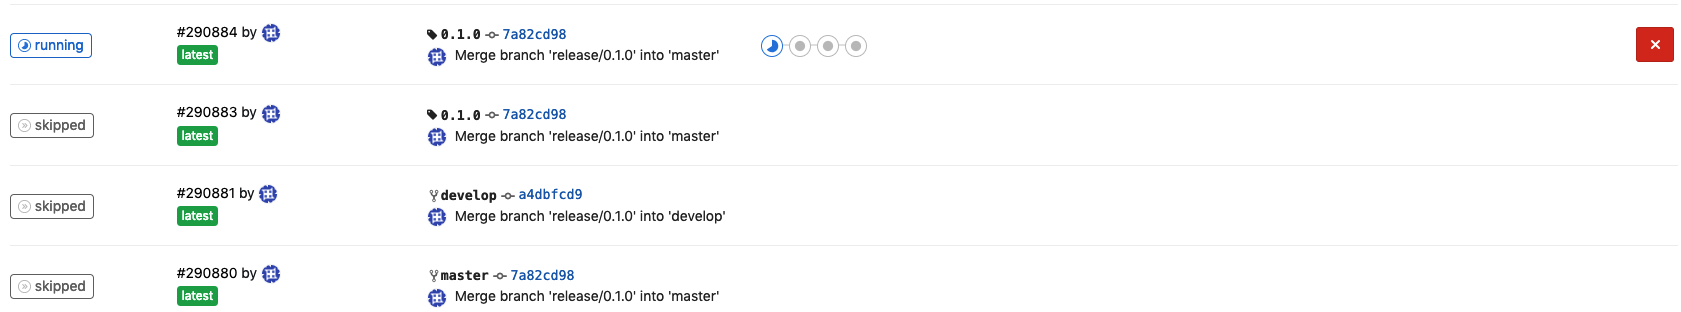 running
#290884 by
latest
0.1.0 7a82cd98
Merge branch 'release/0.1.0' into 'master'
skipped
#290883 by
latest
0.1.0 7a82cd98
Merge branch 'release/0.1.0' into 'master'
skipped
#290881 by
latest
develop a4dbfcd9
Merge branch 'release/0.1.0' into 'develop'
skipped
#290880 by
latest
master 7a82cd98
Merge branch 'release/0.1.0' into 'master'